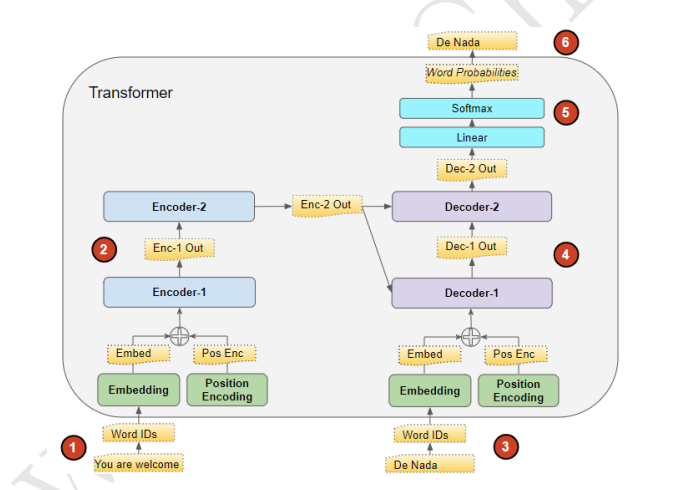 De Nada
6
Word Probabilities
Transformer
Softmax
5
Linear
Dec-2 Out
Encoder-2
Enc-2 Out
Decoder-2
2
Enc-1 Out
Dec-1 Out
4
Encoder-1
Decoder-1
Embed
Pos Enc
Embed
Pos Enc
Embedding
Position
Encoding
Embedding
Position
Encoding
1
Word IDs
Word IDs
3
You are welcome
De Nada